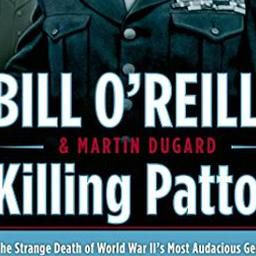 BILL O'REILL
& MARTIN DUGARD
Killing Patto
he Strange Death of World War II's Most Audacious Ge